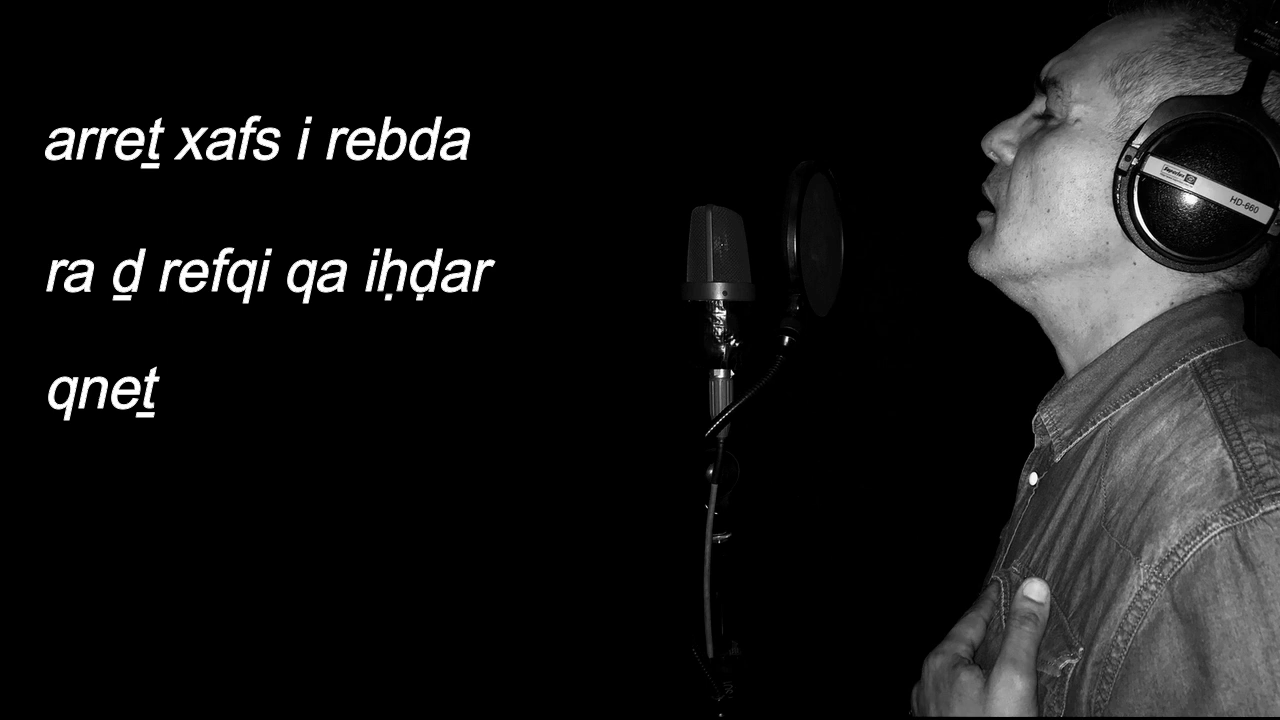 arreṯ xafs i rebda
ra ḏ refqi qa iḥḍar
qneṯ
HD-660